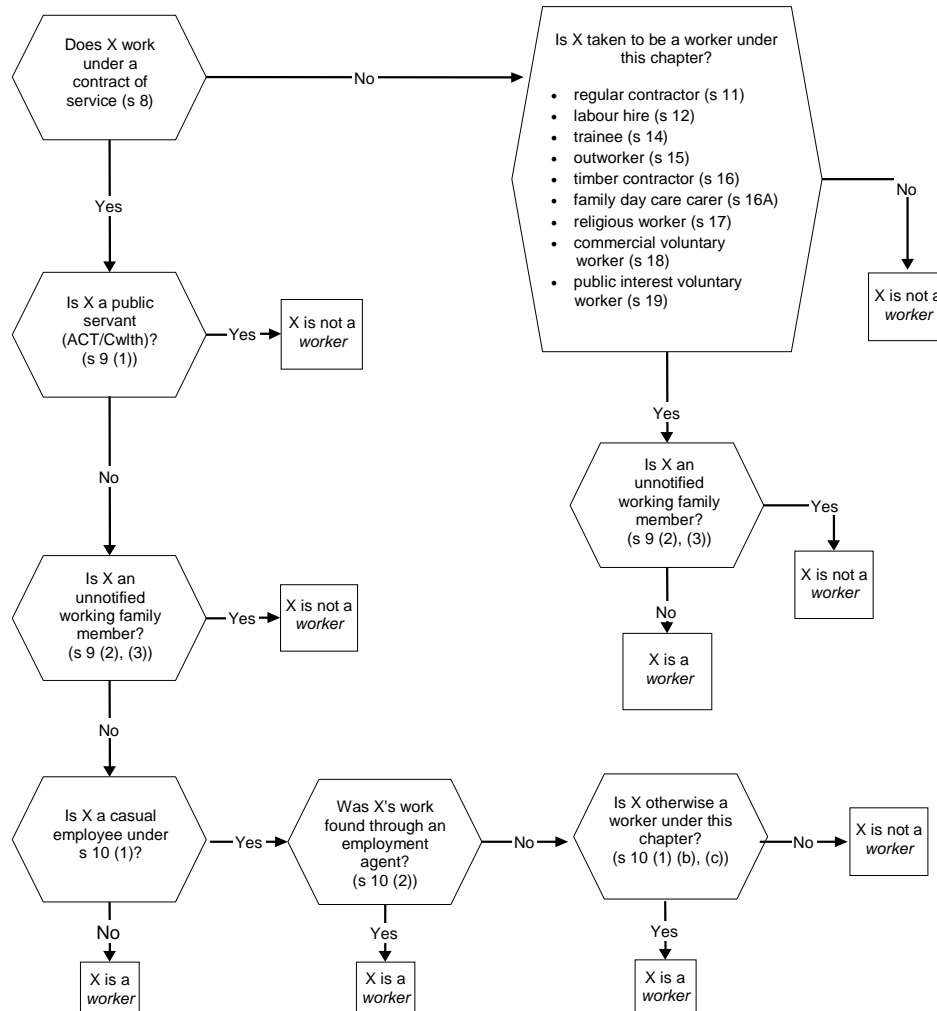 Does X work
under a
contract of
service (s 8)
No
Is X taken to be a worker under
this chapter?
• regular contractor (s 11)
• labour hire (s 12)
• trainee (s 14)
• outworker (s 15)
• timber contractor (s 16)
• family day care carer (s 16A)
• religious worker (s 17)
• commercial voluntary
worker (s 18)
• public interest voluntary
worker (s 19)
No
X is not a
worker
Yes
Is X a public
servant
(ACT/Cwlth)?
(s 9 (1))
Yes
X is not a
worker
Yes
Is X an
unnotified
working family
member?
(s 9 (2), (3))
Yes
X is not a
worker
No
X is a
worker
No
Is X an
unnotified
working family
member?
(s 9 (2), (3))
Yes
X is not a
worker
No
Is X a casual
employee under
s 10 (1)?
Yes
Was X's work
found through an
employment
agent?
(s 10 (2))
No
Is X otherwise a
worker under this
chapter?
(s 10 (1) (b), (c))
No
X is not a
worker
No
X is a
worker
Yes
X is a
worker
Yes
X is a
worker